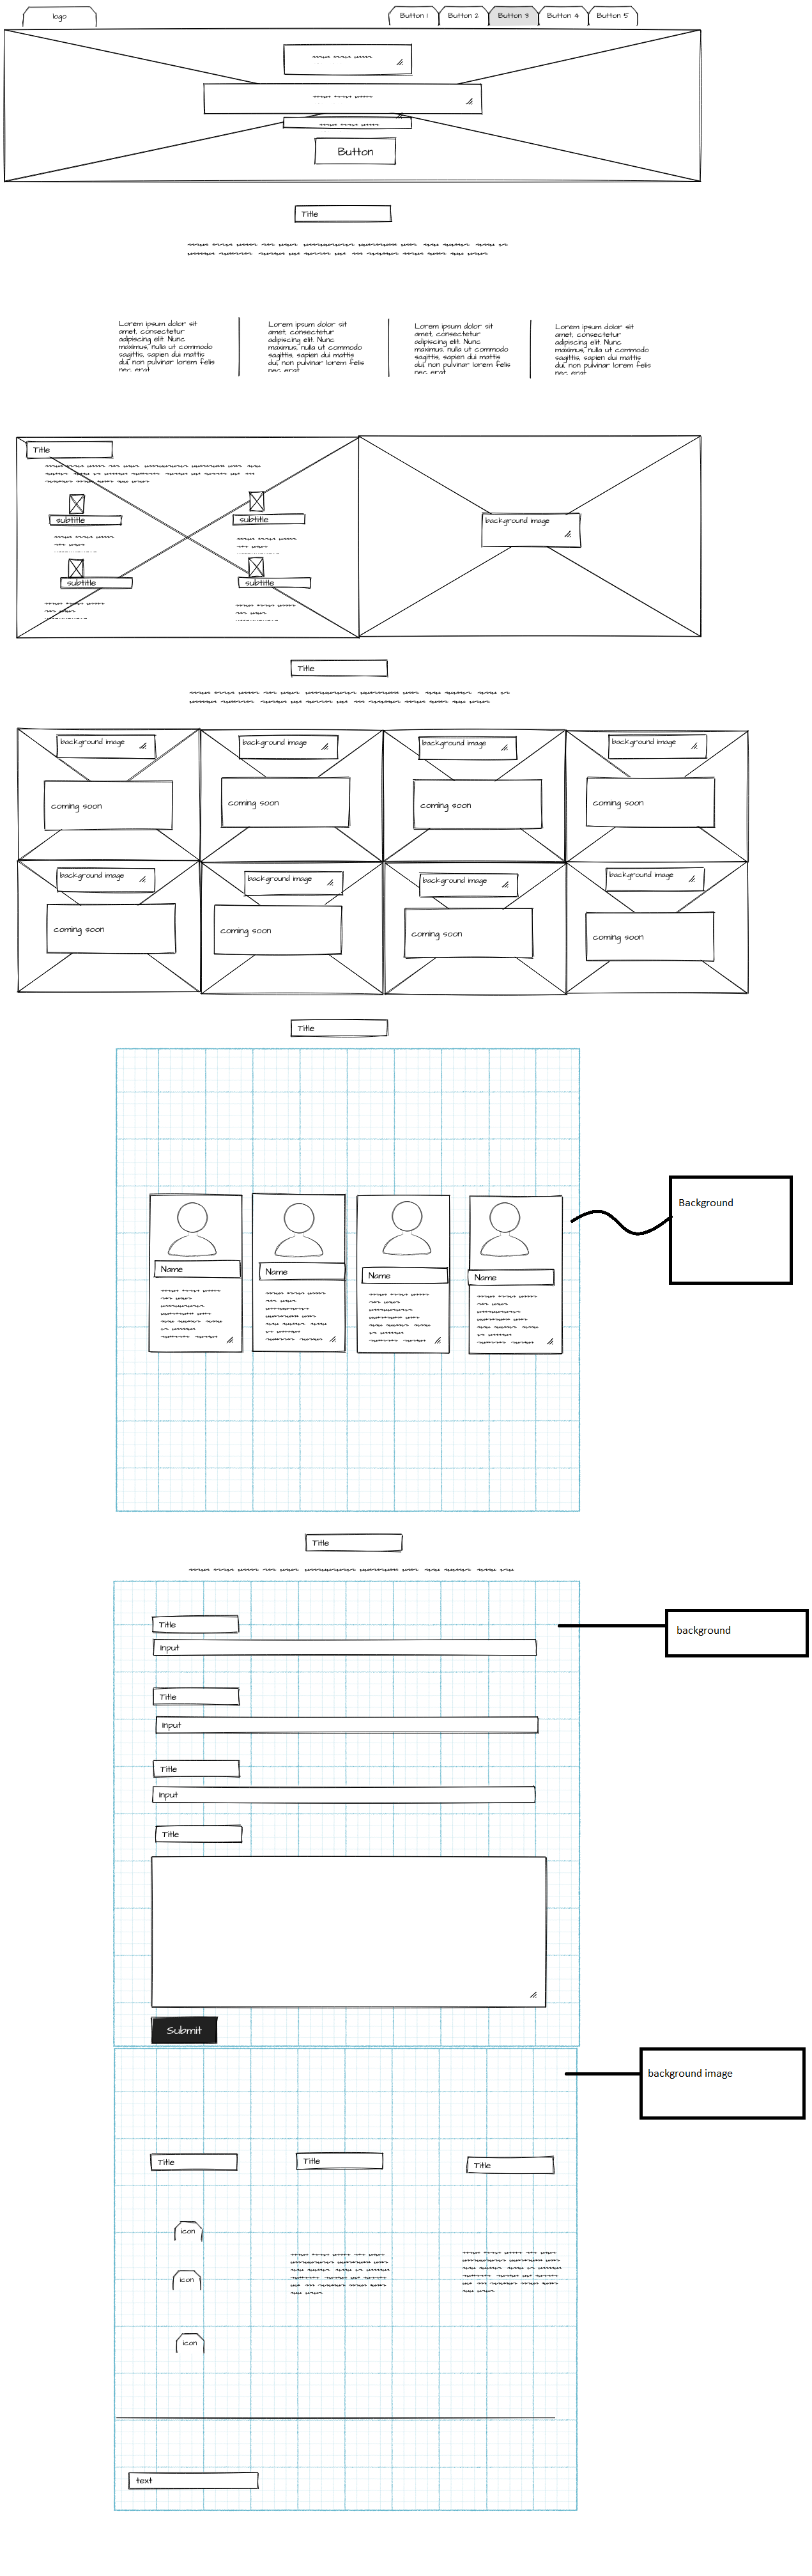 logo
Button 1 Button 2 Button 3 Button 4 Button 5
Button
Title
Lorem ipsum dolor sit
amet, consectetur
adipiscing elit. Nunc
maximus, nulla ut commodo
sagittis, sapien dui mattis
dui, non pulvinar lorem felis
nec erat
Lorem ipsum dolor sit
amet, consectetur
adipiscing elit. Nunc
maximus, nulla ut commodo
sagittis, sapien dui mattis
dui, non pulvinar lorem felis
nec erat
Lorem ipsum dolor sit
amet, consectetur
adipiscing elit. Nunc
maximus, nulla ut commodo
sagittis, sapien dui mattis
dui, non pulvinar lorem felis
nec erat
Lorem ipsum dolor sit
amet, consectetur
adipiscing elit. Nunc
maximus, nulla ut commodo
sagittis, sapien dui mattis
dui, non pulvinar lorem felis
nec erat
Title
subtitle
subtitle
subtitle
subtitle
background image
Title
background image
coming soon
background image
coming soon
background image
coming soon
background image
coming soon
background image
coming soon
background image
coming soon
background image
coming soon
background image
coming soon
Title
Background
Name
Name
Name
Name
Title
background
Title
Input
Title
Input
Title
Input
Title
Submit
background image
Title
Title
Title
icon
icon
icon
text